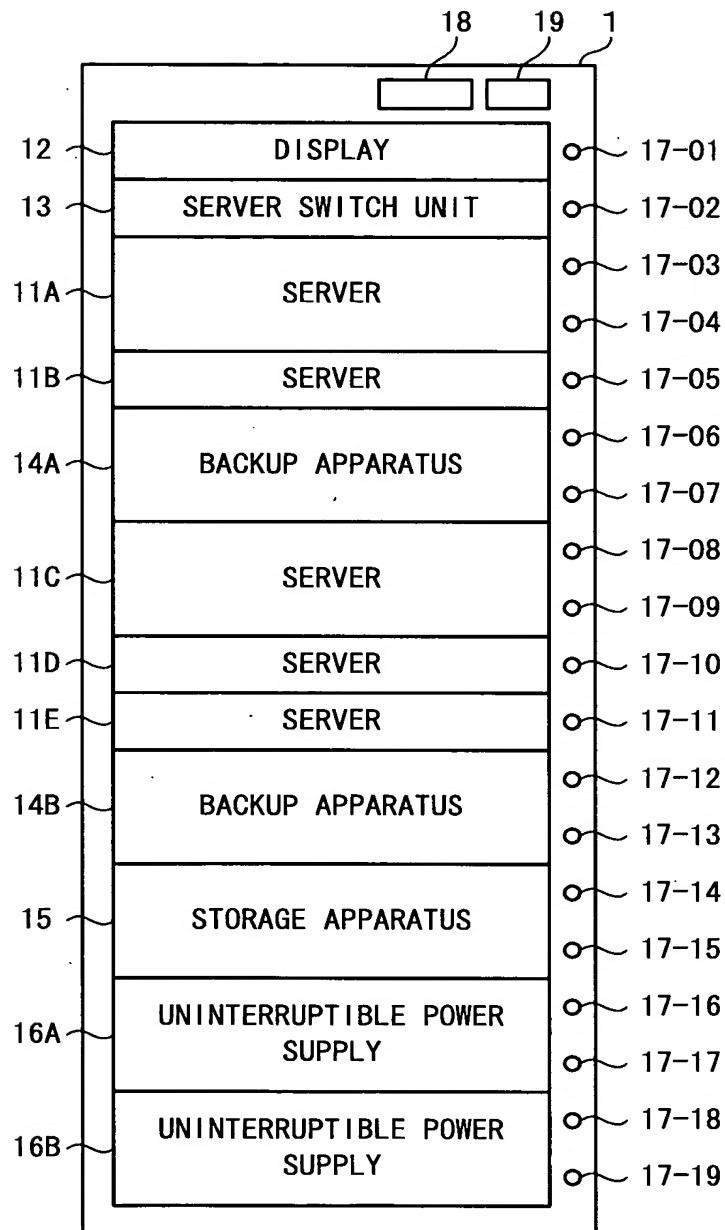 18 19 1
12 DISPLAY 17-01
13 SERVER SWITCH UNIT 17-02
17-03
11A SERVER
17-04
11B SERVER 17-05
17-06
14A BACKUP APPARATUS
17-07
17-08
11C SERVER
17-09
11D SERVER 17-10
11E SERVER 17-11
17-12
14B BACKUP APPARATUS
17-13
17-14
15 STORAGE APPARATUS
17-15
17-16
16A UNINTERRUPTIBLE POWER
SUPPLY
17-17
17-18
16B UNINTERRUPTIBLE POWER
SUPPLY
17-19